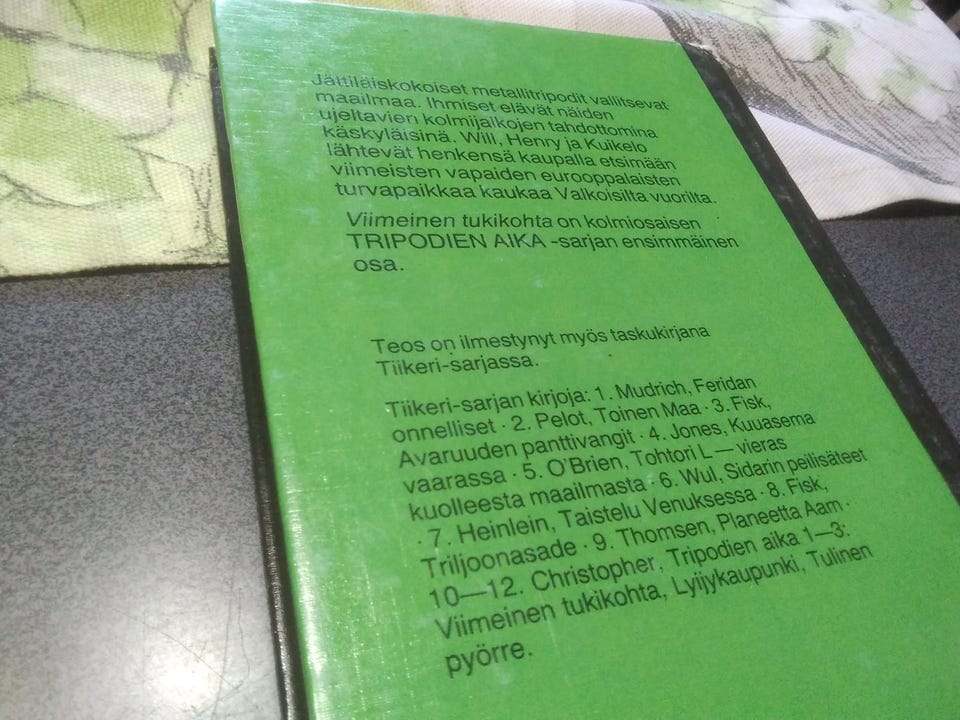 Jättiläiskokoiset metallitripodit vallitsevat
maailmaa. Ihmiset elävät näiden
ujeltavien kolmijalkojen tahdottomina
käskyläisinä. Will, Henry ja Kuikelo
lähtevät henkensä kaupalla etsimään
viimeisten vapaiden eurooppalaisten
turvapaikkaa kaukaa Valkoisilta vuorilta.
Viimeinen tukikohta on kolmiosaisen
TRIPODIEN AIKA -sarjan ensimmäinen
osa.
Teos on ilmestynyt myös taskukirjana
Tiikeri-sarjassa.
Tiikeri-sarjan kirjoja: 1. Mudrich, Feridan
onnelliset · 2. Pelot, Toinen Maa · 3. Fisk,
Avaruuden panttivangit · 4. Jones, Kuuasema
vaarassa · 5. O'Brien, Tohtori L — vieras
kuolleesta maailmasta · 6. Wul, Sidarin peilisäteet
· 7. Heinlein, Taistelu Venuksessa · 8. Fisk,
Triljoonasade · 9. Thomsen, Planeetta Aam ·
10—12. Christopher, Tripodien aika 1—3:
Viimeinen tukikohta, Lyijykaupunki, Tulinen
pyörre.